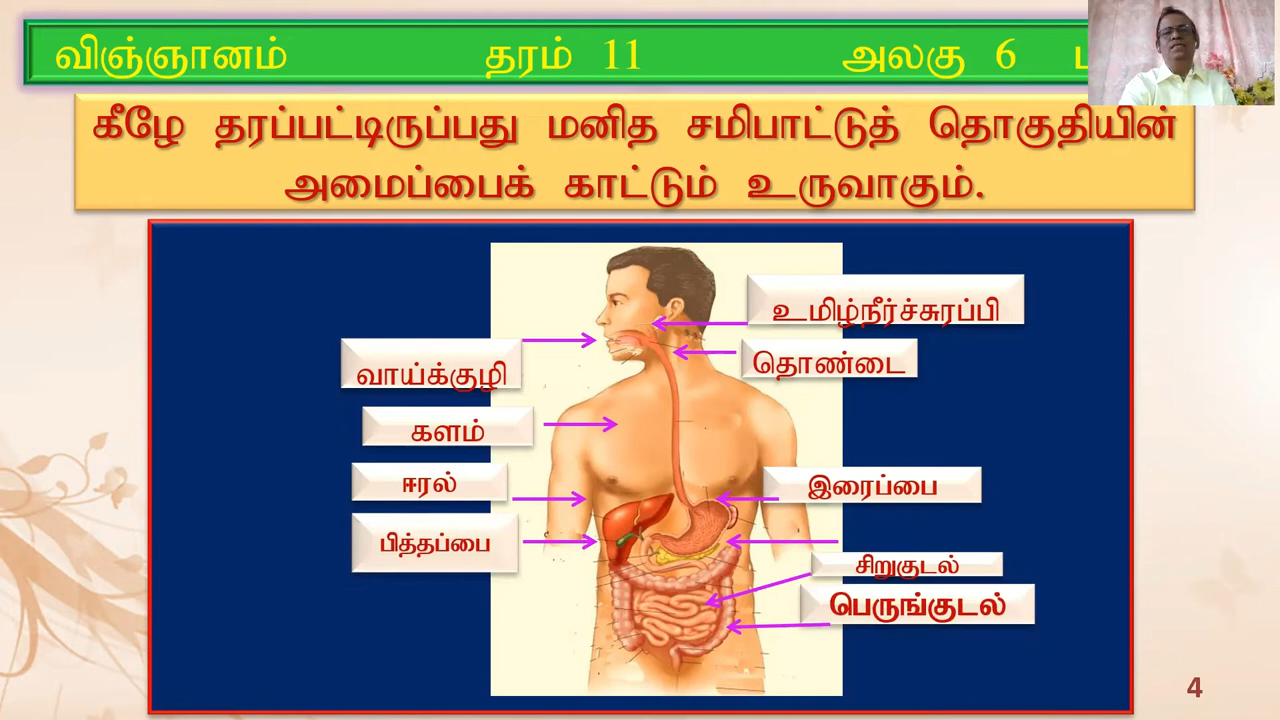 விஞ்ஞானம் தரம் 11 அலகு 6
கீழே தரப்பட்டிருப்பது மனித சமிபாட்டுத் தொகுதியின்
அமைப்பைக் காட்டும் உருவாகும்.
உமிழ்நீர்ச்சுரப்பி
வாய்க்குழி
தொண்டை
களம்
ஈரல்
இரைப்பை
பித்தப்பை
சிறுகுடல்
பெருங்குடல்
4